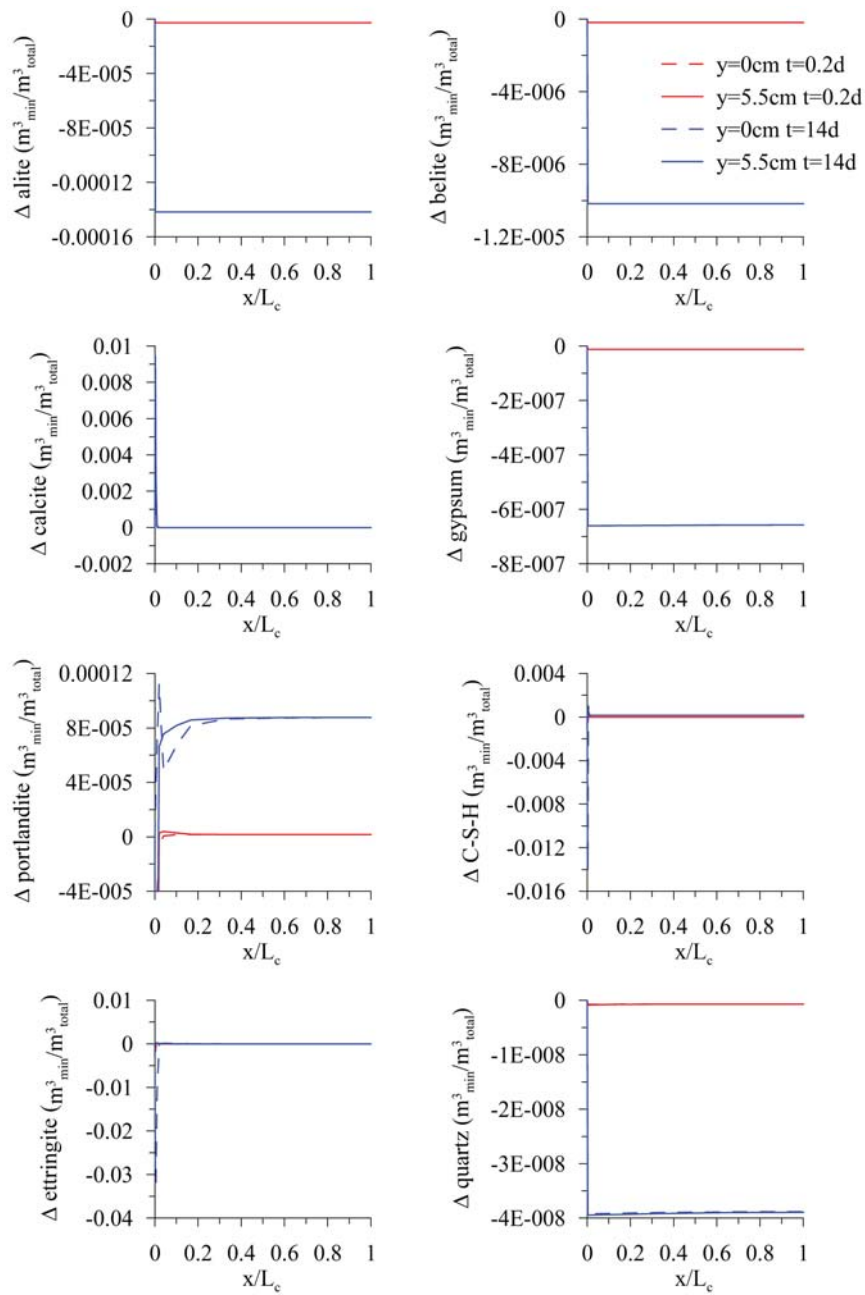 0
-4E-005
-8E-005
-0.00012
-0.00016
Δ alite (m³min/m³total)
0 0.2 0.4 0.6 0.8 1
x/Lc
0
-4E-006
-8E-006
-1.2E-005
Δ belite (m³min/m³total)
y=0cm t=0.2d
y=5.5cm t=0.2d
y=0cm t=14d
y=5.5cm t=14d
0 0.2 0.4 0.6 0.8 1
x/Lc
0.01
0.008
0.006
0.004
0.002
0
-0.002
Δ calcite (m³min/m³total)
0 0.2 0.4 0.6 0.8 1
x/Lc
0
-2E-007
-4E-007
-6E-007
-8E-007
Δ gypsum (m³min/m³total)
0 0.2 0.4 0.6 0.8 1
x/Lc
0.00012
8E-005
4E-005
0
-4E-005
Δ portlandite (m³min/m³total)
0 0.2 0.4 0.6 0.8 1
x/Lc
0.004
0
-0.004
-0.008
-0.012
-0.016
Δ C-S-H (m³min/m³total)
0 0.2 0.4 0.6 0.8 1
x/Lc
0.01
0
-0.01
-0.02
-0.03
-0.04
Δ ettringite (m³min/m³total)
0 0.2 0.4 0.6 0.8 1
x/Lc
0
-1E-008
-2E-008
-3E-008
-4E-008
Δ quartz (m³min/m³total)
0 0.2 0.4 0.6 0.8 1
x/Lc